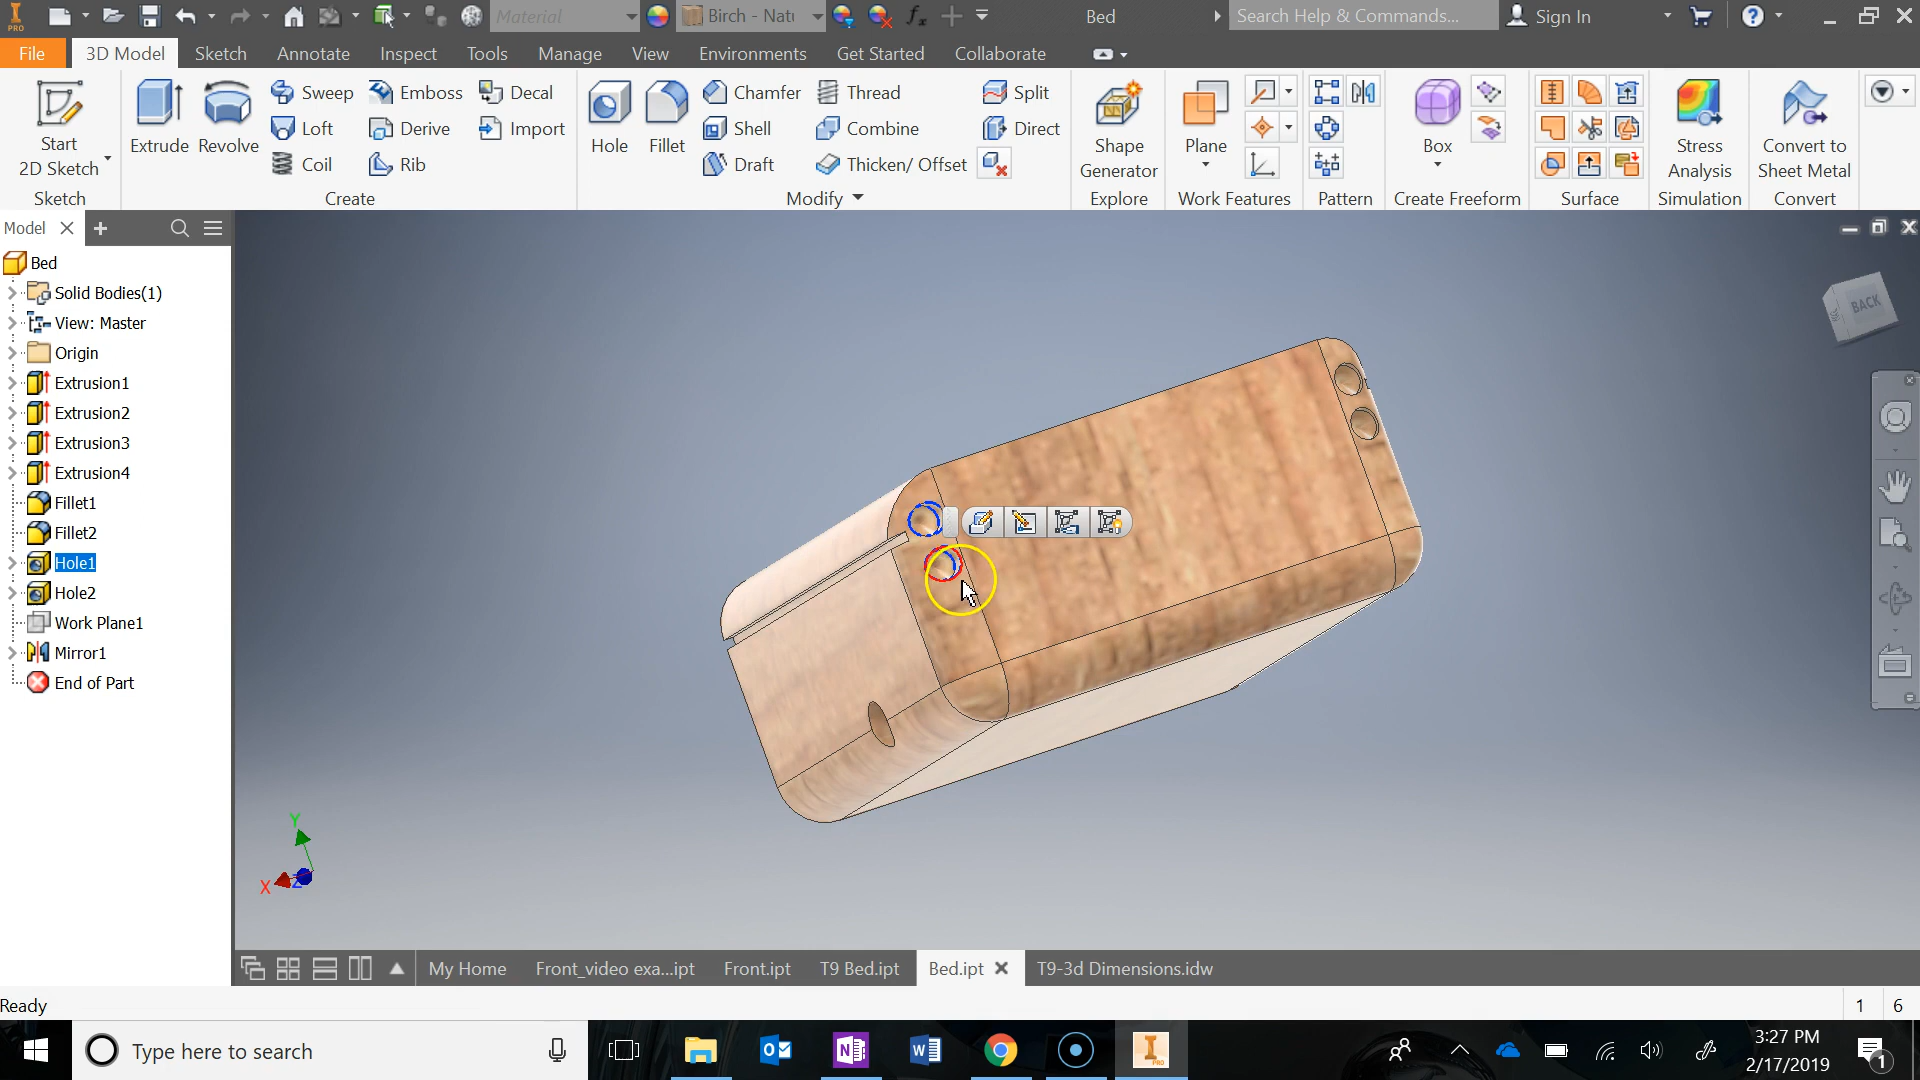 PRO
Material
Birch - Natu
fx
Bed
Search Help & Commands...
Sign In
File
3D Model
Sketch
Annotate
Inspect
Tools
Manage
View
Environments
Get Started
Collaborate
Start
2D Sketch
Extrude
Revolve
Sweep
Loft
Coil
Emboss
Derive
Rib
Decal
Import
Hole
Fillet
Chamfer
Shell
Draft
Thread
Combine
Thicken/ Offset
Split
Direct
Shape
Generator
Plane
Box
Stress
Analysis
Convert to
Sheet Metal
Sketch
Create
Modify
Explore
Work Features
Pattern
Create Freeform
Surface
Simulation
Convert
Model
Bed
Solid Bodies(1)
View: Master
Origin
Extrusion1
Extrusion2
Extrusion3
Extrusion4
Fillet1
Fillet2
Hole1
Hole2
Work Plane1
Mirror1
End of Part
BACK
Y
X
Z
My Home
Front_video exa...ipt
Front.ipt
T9 Bed.ipt
Bed.ipt
T9-3d Dimensions.idw
Ready
1
6
Type here to search
3:27 PM
2/17/2019
1